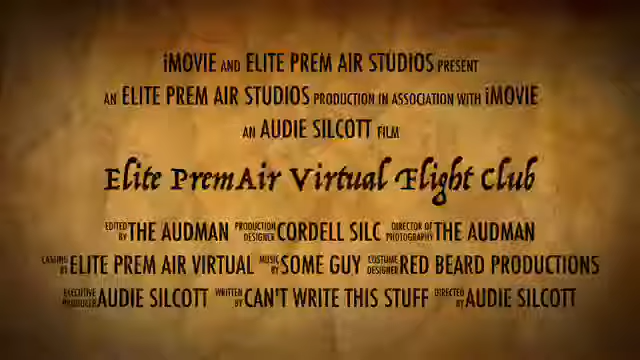 iMOVIE AND ELITE PREM AIR STUDIOS PRESENT
AN ELITE PREM AIR STUDIOS PRODUCTION IN ASSOCIATION WITH iMOVIE
AN AUDIE SILCOTT FILM
Elite PremAir Virtual Flight Club
EDITED BY THE AUDMAN PRODUCTION DESIGNER CORDELL SILC DIRECTOR OF PHOTOGRAPHY THE AUDMAN
CASTING BY ELITE PREM AIR VIRTUAL MUSIC BY SOME GUY COSTUME DESIGNER RED BEARD PRODUCTIONS
EXECUTIVE PRODUCER AUDIE SILCOTT WRITTEN BY CAN'T WRITE THIS STUFF DIRECTED BY AUDIE SILCOTT